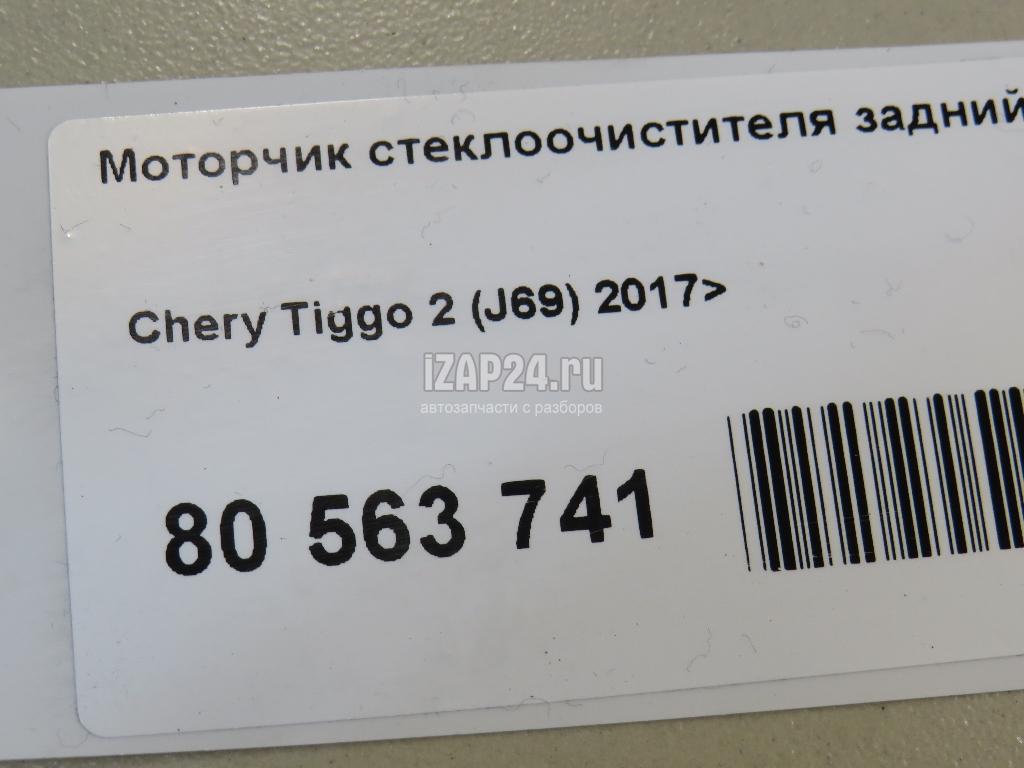 Моторчик стеклоочистителя задний
Chery Tiggo 2 (J69) 2017>
iZAP24.ru
автозапчасти с разборов
80 563 741